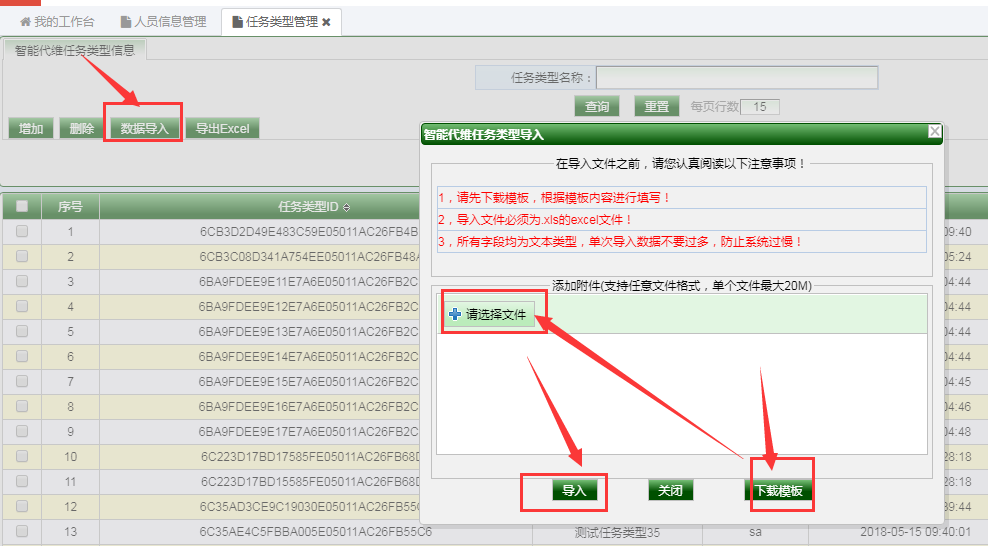 我的工作台 人员信息管理 任务类型管理
智能代维任务类型信息
任务类型名称：
查询 重置 每页行数 15
增加 删除 数据导入 导出Excel
智能代维任务类型导入
在导入文件之前，请您认真阅读以下注意事项！
1，请先下载模板，根据模板内容进行填写！
2，导入文件必须为.xls的excel文件！
3，所有字段均为文本类型，单次导入数据不要过多，防止系统过慢！
添加附件(支持任意文件格式，单个文件最大20M)
请选择文件
导入 关闭 下载模板
序号 任务类型ID
1 6CB3D2D49E483C59E05011AC26FB4B 09:40
2 6CB3C08D341A754EE05011AC26FB48A 05:24
3 6BA9FDEE9E11E7A6E05011AC26FB2C 04:44
4 6BA9FDEE9E12E7A6E05011AC26FB2C 04:44
5 6BA9FDEE9E13E7A6E05011AC26FB2C 04:44
6 6BA9FDEE9E14E7A6E05011AC26FB2C 04:44
7 6BA9FDEE9E15E7A6E05011AC26FB2C 04:45
8 6BA9FDEE9E16E7A6E05011AC26FB2C 04:46
9 6BA9FDEE9E17E7A6E05011AC26FB2C 04:48
10 6C223D17BD17585FE05011AC26FB68D 28:18
11 6C223D17BD15585FE05011AC26FB68D 28:18
12 6C35AD3CE9C19030E05011AC26FB55 39:44
13 6C35AE4C5FBBA005E05011AC26FB55C6 测试任务类型35 sa 2018-05-15 09:40:01